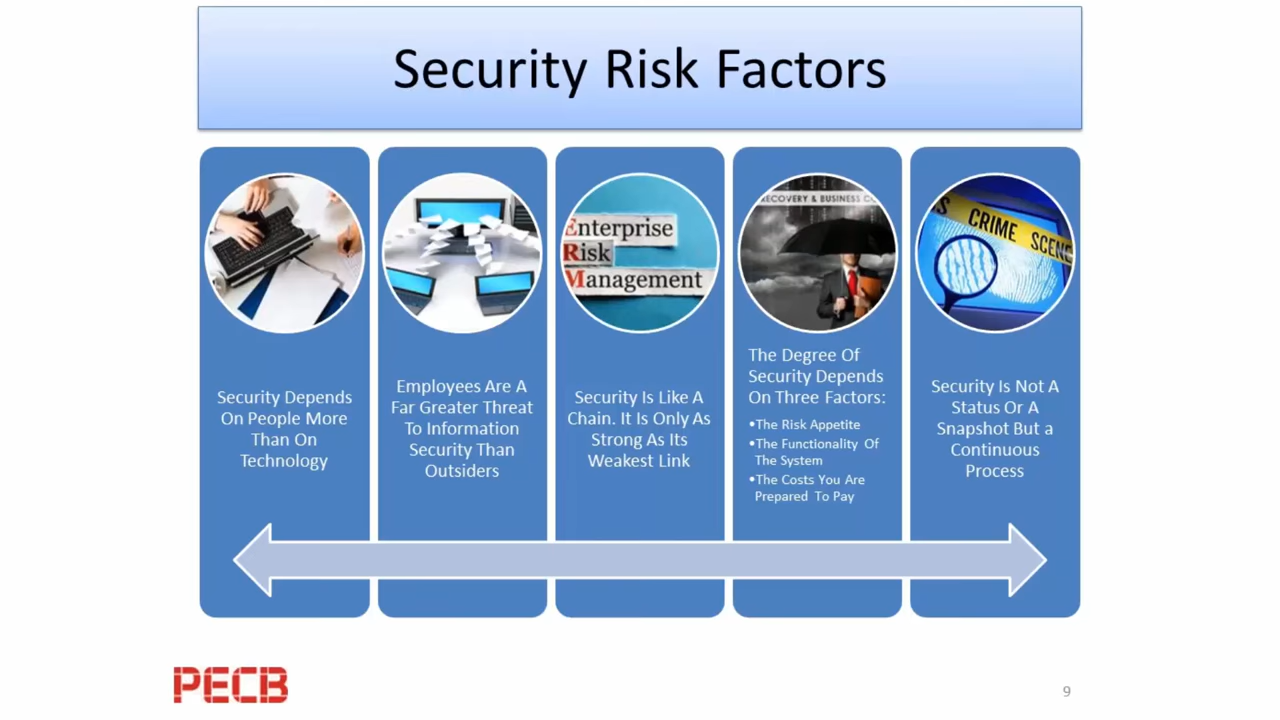 Security Risk Factors
Security Depends
On People More
Than On
Technology
Employees Are A
Far Greater Threat
To Information
Security Than
Outsiders
Enterprise
Risk
Management
Security Is Like A
Chain. It Is Only As
Strong As Its
Weakest Link
RECOVERY & BUSINESS CO
The Degree Of
Security Depends
On Three Factors:
•The Risk Appetite
•The Functionality Of
The System
•The Costs You Are
Prepared To Pay
CRIME SCENE
Security Is Not A
Status Or A
Snapshot But a
Continuous
Process
PECB
9